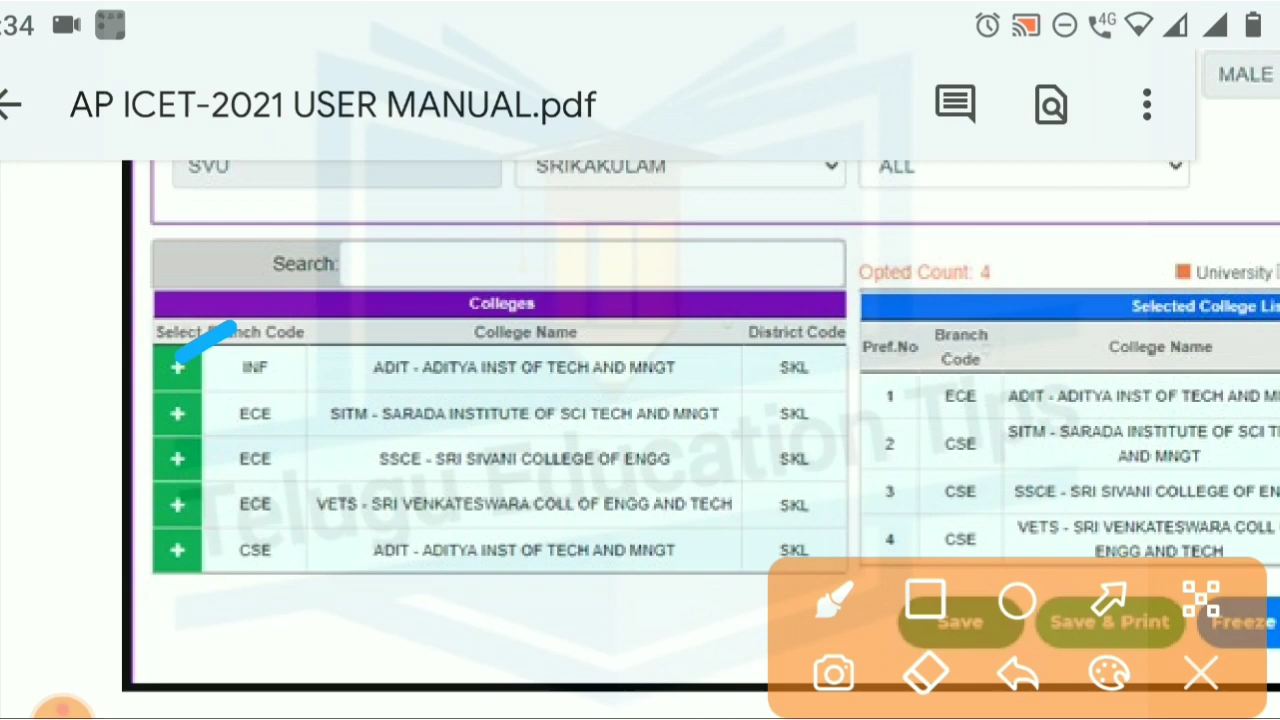 :34
4G
AP ICET-2021 USER MANUAL.pdf
MALE
SVU SRIKAKULAM ALL
Search:
Opted Count: 4
University
Colleges
Selected College Lis
Select Branch Code College Name District Code
Pref.No Branch Code College Name
INF ADIT - ADITYA INST OF TECH AND MNGT SKL
ECE SITM - SARADA INSTITUTE OF SCI TECH AND MNGT SKL
ECE SSCE - SRI SIVANI COLLEGE OF ENGG SKL
ECE VETS - SRI VENKATESWARA COLL OF ENGG AND TECH SKL
CSE ADIT - ADITYA INST OF TECH AND MNGT SKL
1 ECE ADIT - ADITYA INST OF TECH AND M
2 CSE SITM - SARADA INSTITUTE OF SCI T
AND MNGT
3 CSE SSCE - SRI SIVANI COLLEGE OF EN
4 CSE VETS - SRI VENKATESWARA COLL
ENGG AND TECH
Save Save & Print Freeze
Telugu Education Tips